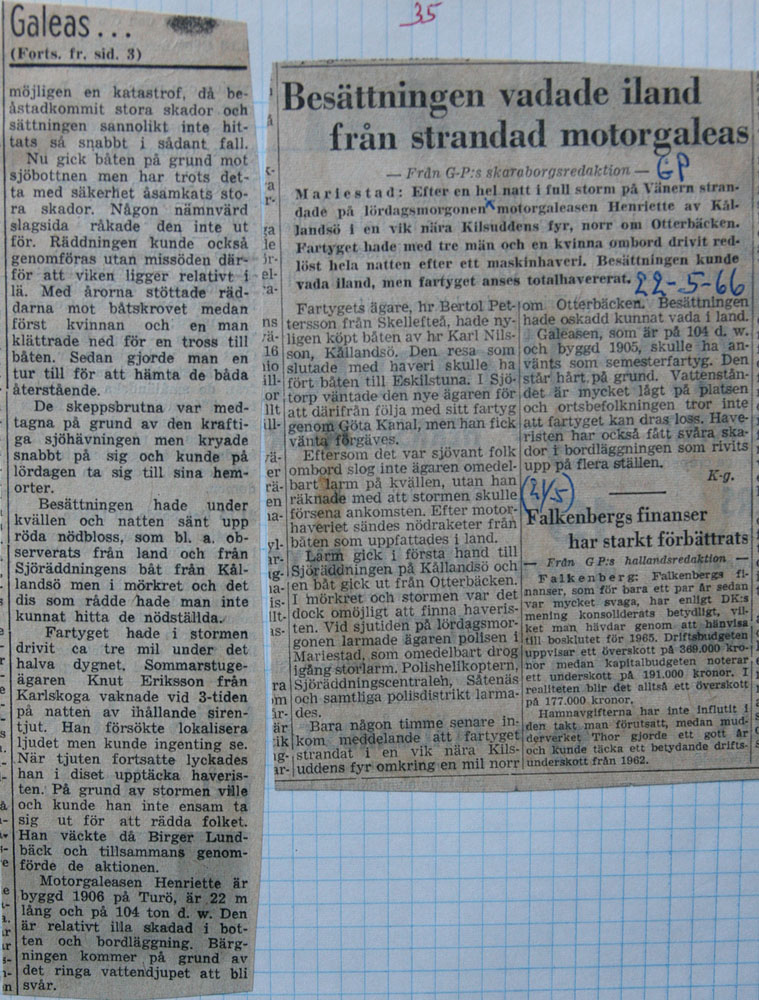 35
Galeas...
(Forts. fr. sid. 3)
möjligen en katastrof, då be-
åstadkommit stora skador och
sättningen sannolikt inte hit-
tats så snabbt i sådant fall.
Nu gick båten på grund mot
sjöbottnen men har trots det-
ta med säkerhet åsamkats sto-
ra skador. Någon nämnvärd
slagsida råkade den inte ut
för. Räddningen kunde också
genomföras utan missöden där-
för att viken ligger relativt i
lä. Med årorna stöttade räd-
darna mot båtskrovet medan
först kvinnan och en man
klättrade ned för en tross till
båten. Sedan gjorde man en
tur till för att hämta de båda
återstående.
De skeppsbrutna var med-
tagna på grund av den krafti-
ga sjöhävningen men kryade
snabbt på sig och kunde på
lördagen ta sig till sina hem-
orter.
Besättningen hade under
kvällen och natten sänt upp
röda nödbloss, som bl. a. ob-
serverats från land och från
Sjöräddningens båt från Kål-
landsö men i mörkret och det
dis som rådde hade man inte
kunnat hitta de nödställda.
Fartyget hade i stormen
drivit ca tre mil under det
halva dygnet. Sommarstuge-
ägaren Knut Eriksson från
Karlskoga vaknade vid 3-tiden
på natten av ihållande siren-
tjut. Han försökte lokalisera
ljudet men kunde ingenting se.
När tjuten fortsatte lyckades
han i diset upptäcka haveris-
ten. På grund av stormen ville
och kunde han inte ensam ta
sig ut för att rädda folket.
Han väckte då Birger Lund-
bäck och tillsammans genom-
förde de aktionen.
Motorgaleasen Henriette är
byggd 1906 på Turö, är 22 m
lång och på 104 ton d. w. Den
är relativt illa skadad i bot-
ten och bordläggning. Bärg-
ningen kommer på grund av
det ringa vattendjupet att bli
svår.
Besättningen vadade iland
från strandad motorgaleas
— Från G-P:s skaraborgsredaktion —
GP
Mariestad: Efter en hel natt i full storm på Vänern stran-
dade på lördagsmorgonen motorgaleasen Henriette av Kål-
landsö i en vik nära Kilsuddens fyr, norr om Otterbäcken.
Fartyget hade med tre män och en kvinna ombord drivit red-
löst hela natten efter ett maskinhaveri. Besättningen kunde
vada iland, men fartyget anses totalhavererat.
22-5-66
Fartygets ägare, hr Bertol Pet-
tersson från Skellefteå, hade ny-
ligen köpt båten av hr Karl Nils-
son, Kållandsö. Den resa som
slutade med haveri skulle ha
fört båten till Eskilstuna. I Sjö-
torp väntade den nye ägaren för
att därifrån följa med sitt fartyg
genom Göta Kanal, men han fick
vänta förgäves.
Eftersom det var sjövant folk
ombord slog inte ägaren omedel-
bart larm på kvällen, utan han
räknade med att stormen skulle
försena ankomsten. Efter motor-
haveriet sändes nödraketer från
båten som uppfattades i land.
Larm gick i första hand till
Sjöräddningen på Kållandsö och
en båt gick ut från Otterbäcken.
I mörkret och stormen var det
dock omöjligt att finna haveris-
ten. Vid sjutiden på lördagsmor-
gonen larmade ägaren polisen i
Mariestad, som omedelbart drog
igång storlarm. Polishelikoptern,
Sjöräddningscentralen, Såtenäs
och samtliga polisdistrikt larma-
des.
Bara någon timme senare in-
kom meddelande att fartyget
strandat i en vik nära Kils-
uddens fyr omkring en mil norr
om Otterbäcken. Besättningen
hade oskadd kunnat vada i land.
Galeasen, som är på 104 d. w.
och byggd 1905, skulle ha an-
vänts som semesterfartyg. Den
står hårt på grund. Vattenstån-
det är mycket lågt på platsen
och ortsbefolkningen tror inte
att fartyget kan dras loss. Have-
risten har också fått svåra ska-
dor i bordläggningen som rivits
upp på flera ställen.
K-g.
(21/5)
Falkenbergs finanser
har starkt förbättrats
— Från G P:s hallandsredaktion —
Falkenberg: Falkenbergs fi-
nanser, som för bara ett par år sedan
var mycket svaga, har enligt DK:s
mening konsoliderats betydligt, vil-
ket man hävdar genom att hänvisa
till bokslutet för 1965. Driftsbudgeten
uppvisar ett överskott på 369.000 kro-
nor medan kapitalbudgeten noterar
ett underskott på 191.000 kronor. I
realiteten blir det alltså ett överskott
på 177.000 kronor.
Hamnavgifterna har inte influtit i
den takt man förutsatt, medan mud-
derverket Thor gjorde ett gott år
och kunde täcka ett betydande drifts-
underskott från 1962.